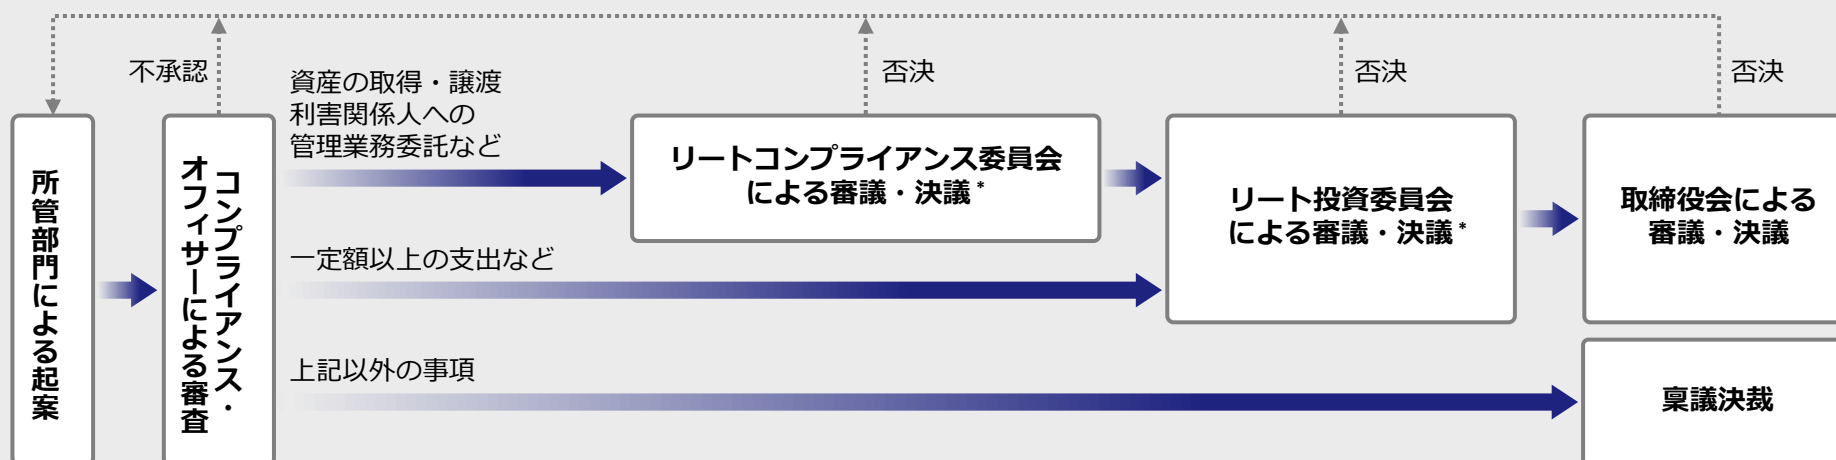 不承認
否決
否決
否決
所管部門による起案
コンプライアンス・
オフィサーによる審査
資産の取得・譲渡
利害関係人への
管理業務委託など
リートコンプライアンス委員会
による審議・決議*
リート投資委員会
による審議・決議*
取締役会による
審議・決議
一定額以上の支出など
上記以外の事項
稟議決裁